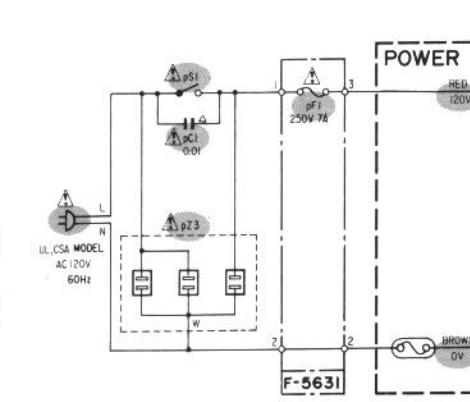 POWER
pS1
RED
120V
1
3
pF1
250V 7A
pC1
0.01
L
N
pZ3
UL,CSA MODEL
AC120V
60Hz
W
2
2
BROW
0V
F-5631